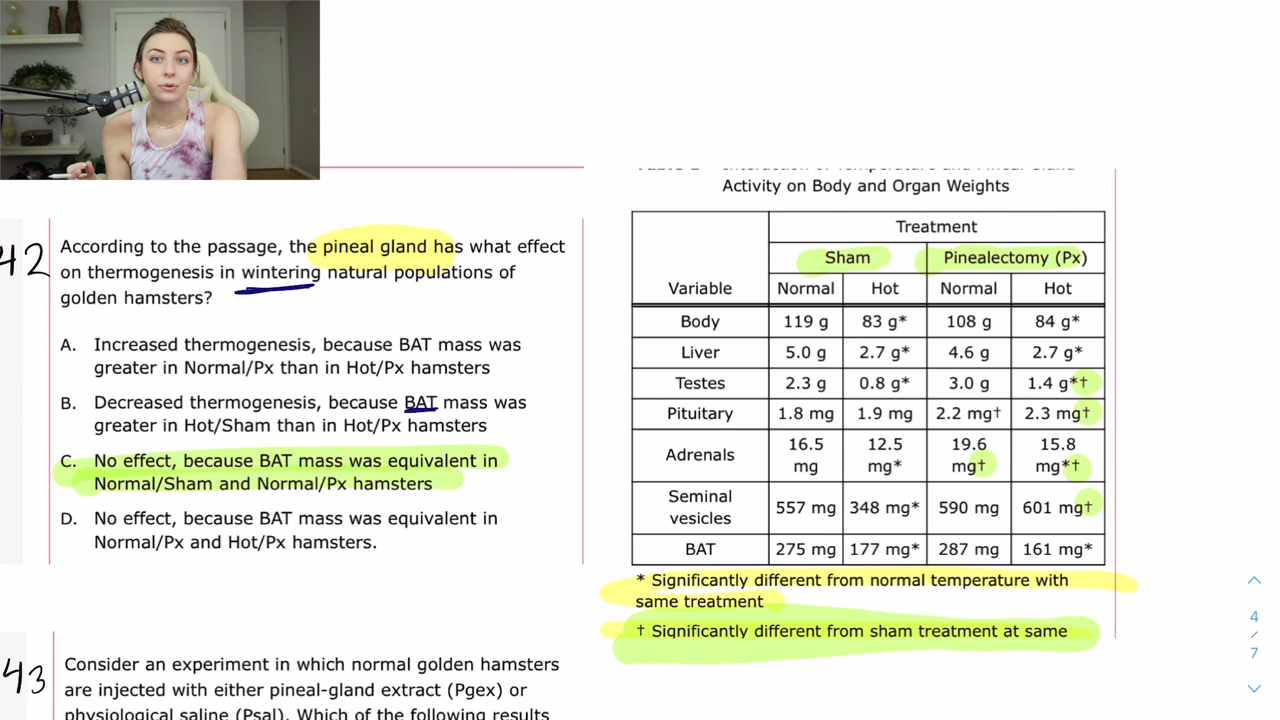 Activity on Body and Organ Weights
42
According to the passage, the pineal gland has what effect
on thermogenesis in wintering natural populations of
golden hamsters?
A. Increased thermogenesis, because BAT mass was
greater in Normal/Px than in Hot/Px hamsters
B. Decreased thermogenesis, because BAT mass was
greater in Hot/Sham than in Hot/Px hamsters
C. No effect, because BAT mass was equivalent in
Normal/Sham and Normal/Px hamsters
D. No effect, because BAT mass was equivalent in
Normal/Px and Hot/Px hamsters.
Treatment
Sham Pinealectomy (Px)
Variable Normal Hot Normal Hot
Body 119 g 83 g* 108 g 84 g*
Liver 5.0 g 2.7 g* 4.6 g 2.7 g*
Testes 2.3 g 0.8 g* 3.0 g 1.4 g*†
Pituitary 1.8 mg 1.9 mg 2.2 mg† 2.3 mg†
Adrenals 16.5 mg 12.5 mg* 19.6 mg† 15.8 mg*†
Seminal vesicles 557 mg 348 mg* 590 mg 601 mg†
BAT 275 mg 177 mg* 287 mg 161 mg*
* Significantly different from normal temperature with
same treatment
† Significantly different from sham treatment at same
4
/
7
43
Consider an experiment in which normal golden hamsters
are injected with either pineal-gland extract (Pgex) or
physiological saline (Psal). Which of the following results